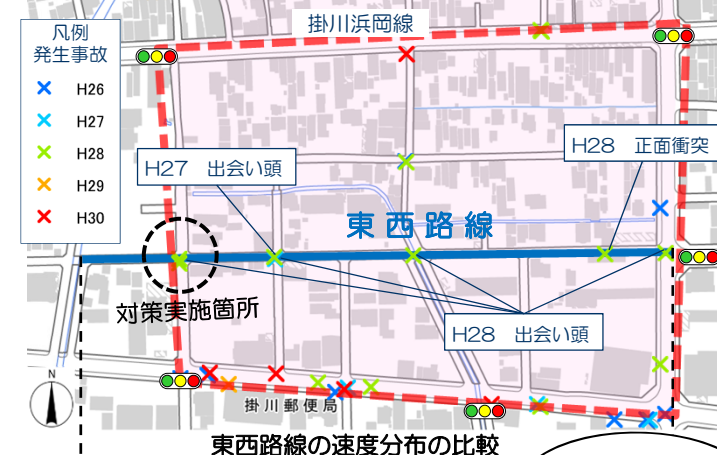 掛川浜岡線
凡例
発生事故
H26
H27
H28
H29
H30
H28 正面衝突
H27 出会い頭
東西路線
対策実施箇所
H28 出会い頭
N
掛川郵便局
東西路線の速度分布の比較